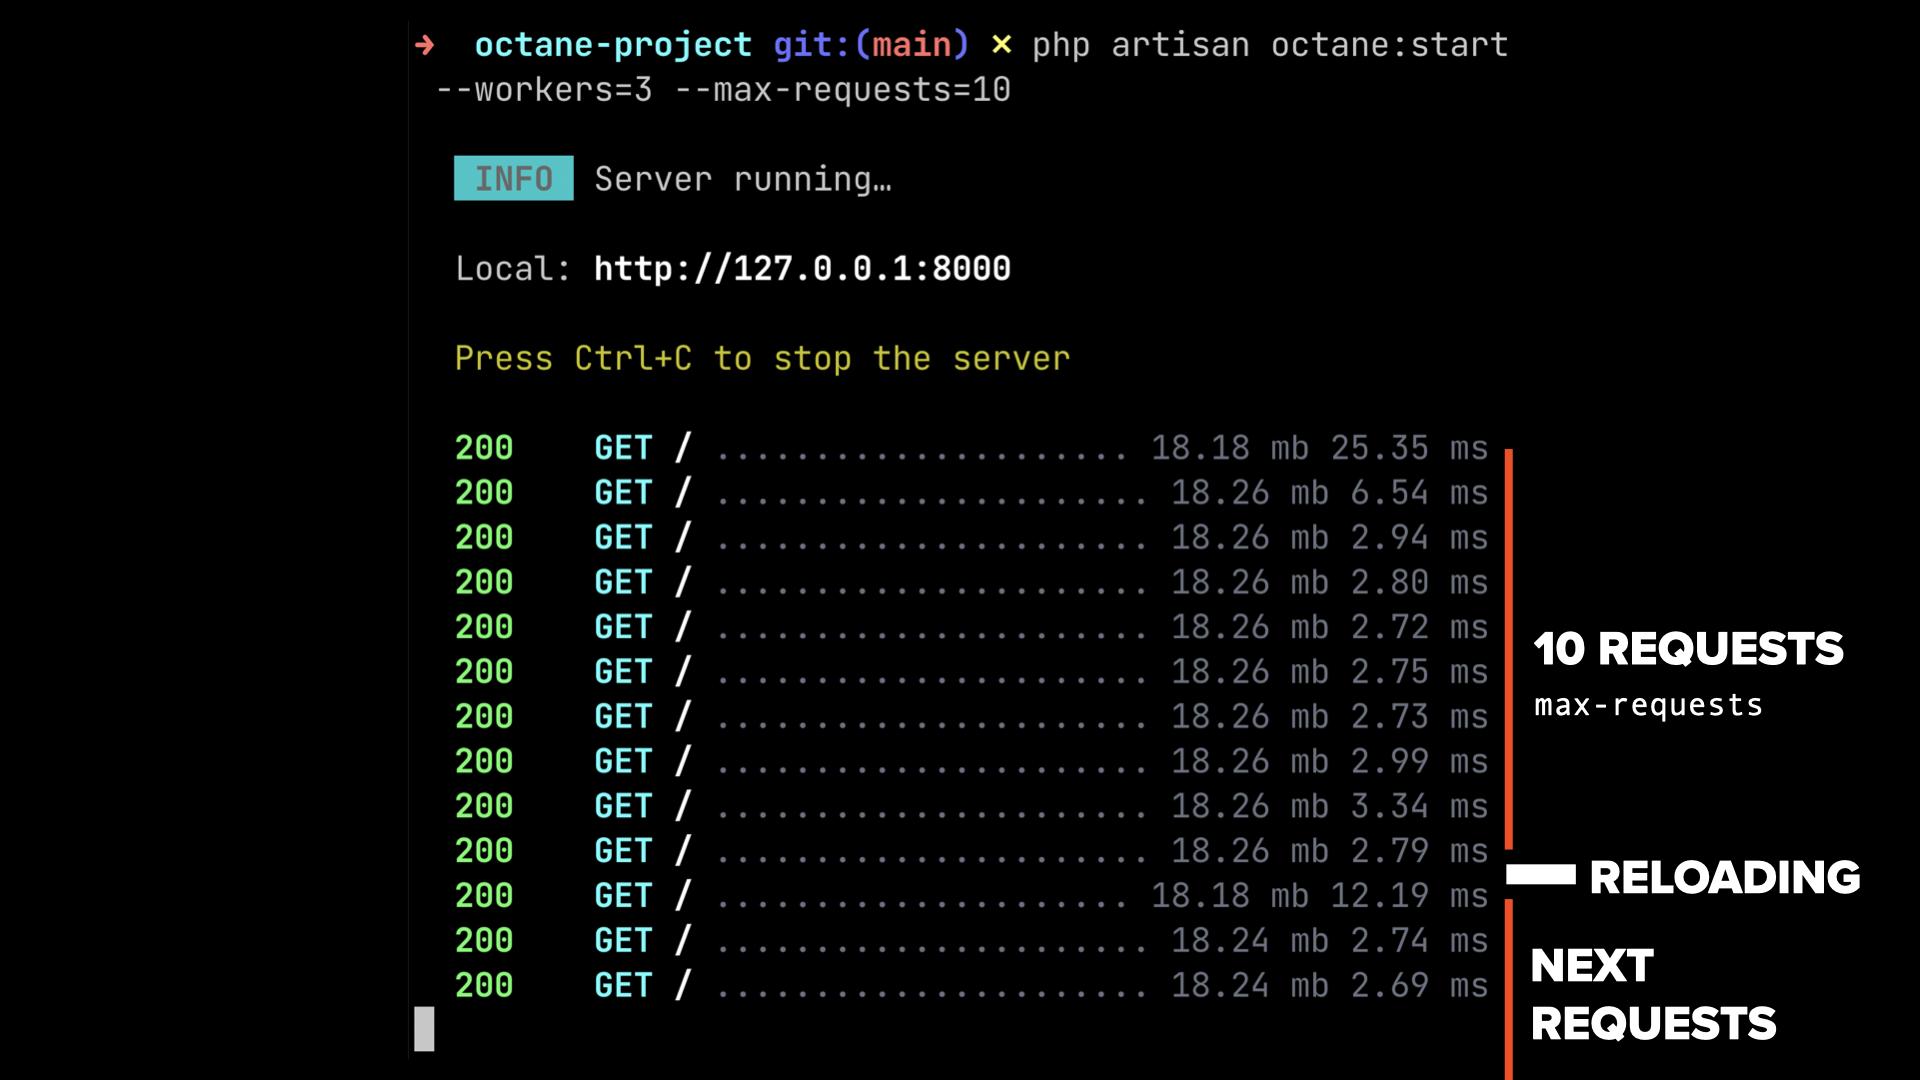 ➜ octane-project git:(main) ✗ php artisan octane:start
--workers=3 --max-requests=10
INFO Server running…
Local: http://127.0.0.1:8000
Press Ctrl+C to stop the server
200 GET / ..................... 18.18 mb 25.35 ms
200 GET / ...................... 18.26 mb 6.54 ms
200 GET / ...................... 18.26 mb 2.94 ms
200 GET / ...................... 18.26 mb 2.80 ms
200 GET / ...................... 18.26 mb 2.72 ms
200 GET / ...................... 18.26 mb 2.75 ms
200 GET / ...................... 18.26 mb 2.73 ms
200 GET / ...................... 18.26 mb 2.99 ms
200 GET / ...................... 18.26 mb 3.34 ms
200 GET / ...................... 18.26 mb 2.79 ms
200 GET / ..................... 18.18 mb 12.19 ms
200 GET / ...................... 18.24 mb 2.74 ms
200 GET / ...................... 18.24 mb 2.69 ms
10 REQUESTS
max-requests
RELOADING
NEXT
REQUESTS